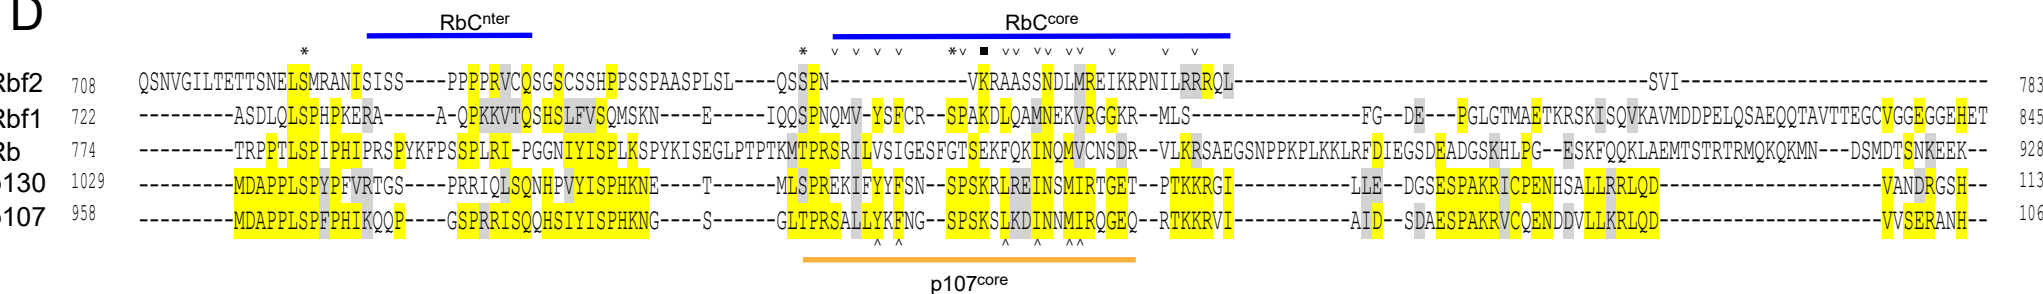 D
RbCnter RbCcore
* * ˅ ˅ ˅ ˅ *˅ ■ ˅˅ ˅˅ ˅˅ ˅ ˅ ˅
Rbf2 708 QSNVGILTETTSNELSMRANISISS----PPPPRVCQSGSCSSHPPSSPAASPLSL----QSSPN-------------VKRAASSNDLMREIKRPNILRRRQL---------------------------------------SVI----------------------------- 783
Rbf1 722 ---------ASDLQLSPHPKERA-----A-QPKKVTQSHSLFVSQMSKN----E------IQQSPNQMV-YSFCR--SPAKDLQAMNEKVRGGKR--MLS----------------FG--DE---PGLGTMAETKRSKISQVKAVMDDPELQSAEQQTAVTTEGCVGGEGGEHET 845
Rb 774 ---------TRPPTLSPIPHIPRSPYKFPSSPLRI-PGGNIYISPLKSPYKISEGLPTPTKMTPRSRILVSIGESFGTSEKFQKINQMVCNSDR--VLKRSAEGSNPPKPLKKLRFDIEGSDEADGSKHLPG--ESKFQQKLAEMTSTRTRMQKQKMN---DSMDTSNKEEK-- 928
p130 1029 ---------MDAPPLSPYPFVRTGS----PRRIQLSQNHPVYISPHKNE----T------MLSPREKIFYYFSN--SPSKRLREINSMIRTGET--PTKKRGI-----------LLE--DGSESPAKRICPENHSALLRRLQD---------------------VANDRGSH-- 113
p107 958 ---------MDAPPLSPFPHIKQQP----GSPRRISQQHSIYISPHKNG----S------GLTPRSALLYKFNG--SPSKSLKDINNMIRQGEQ--RTKKRVI-----------AID--SDAESPAKRVCQENDDVLLKRLQD---------------------VVSERANH-- 106
^ ^ ^ ^ ^^
p107core